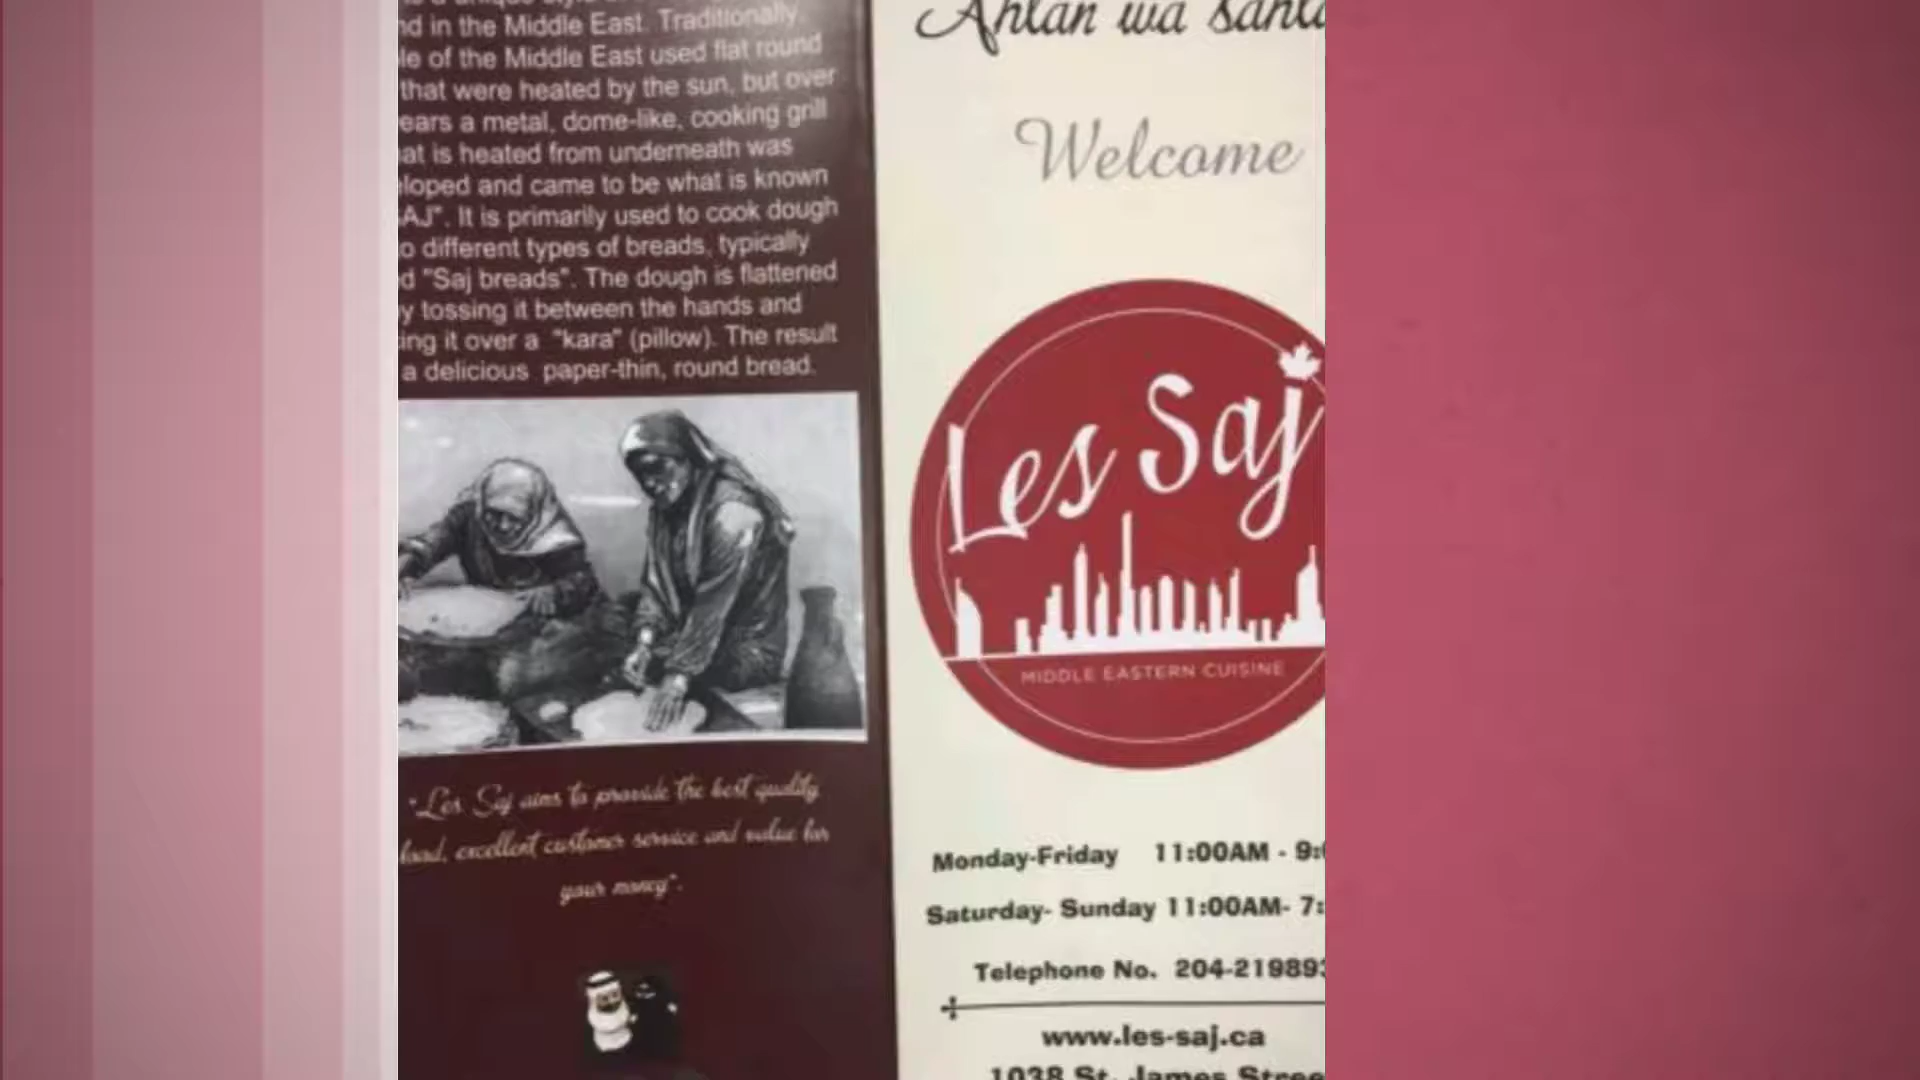 nd in the Middle East. Traditionally,
le of the Middle East used flat round
that were heated by the sun, but over
ears a metal, dome-like, cooking grill
at is heated from underneath was
loped and came to be what is known
AJ". It is primarily used to cook dough
o different types of breads, typically
d "Saj breads". The dough is flattened
y tossing it between the hands and
ing it over a "kara" (pillow). The result
a delicious paper-thin, round bread.
"Les Saj aims to provide the best quality
food, excellent customer service and value for
your money".
Ahlan wa sahla
Welcome
Les Saj
MIDDLE EASTERN CUISINE
Monday-Friday 11:00AM - 9:
Saturday- Sunday 11:00AM- 7:
Telephone No. 204-21989
www.les-saj.ca
1038 St. James Stree